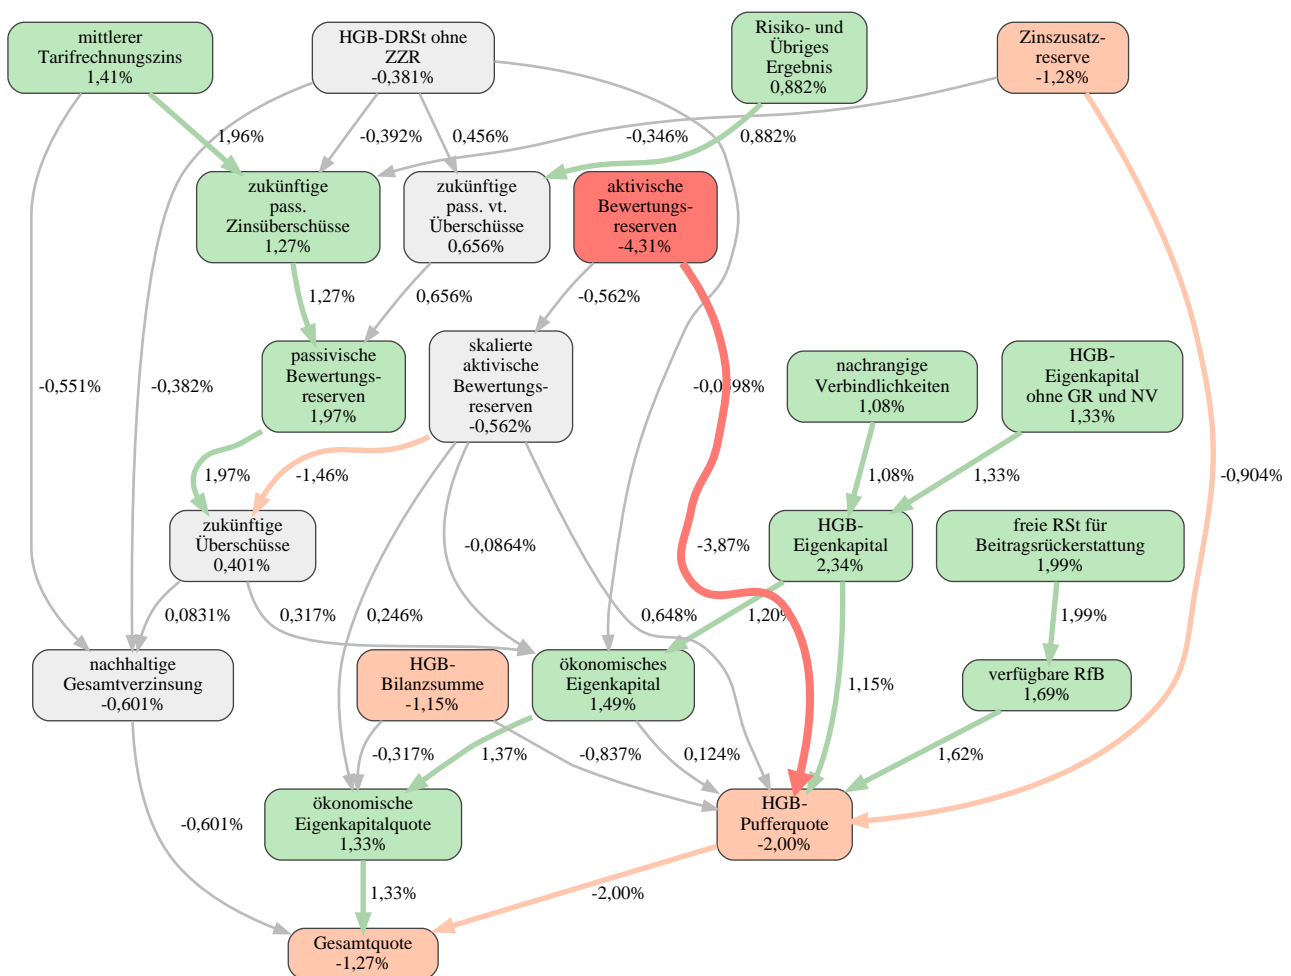 mittlerer
Tarifrechnungszins
1,41%
HGB-DRSt ohne
ZZR
-0,381%
Risiko- und
Übriges
Ergebnis
0,882%
Zinszusatz-
reserve
-1,28%
1,96%
-0,392%
0,456%
-0,346%
0,882%
zukünftige
pass.
Zinsüberschüsse
1,27%
zukünftige
pass. vt.
Überschüsse
0,656%
aktivische
Bewertungs-
reserven
-4,31%
1,27%
0,656%
-0,562%
-0,551%
-0,382%
passivische
Bewertungs-
reserven
1,97%
skalierte
aktivische
Bewertungs-
reserven
-0,562%
nachrangige
Verbindlichkeiten
1,08%
HGB-
Eigenkapital
ohne GR und NV
1,33%
1,97%
-1,46%
1,08%
1,33%
-0,904%
zukünftige
Überschüsse
0,401%
-0,0864%
-3,87%
HGB-
Eigenkapital
2,34%
freie RSt für
Beitragsrückerstattung
1,99%
0,0831%
0,317%
0,246%
0,648%
1,20%
1,99%
nachhaltige
Gesamtverzinsung
-0,601%
HGB-
Bilanzsumme
-1,15%
ökonomisches
Eigenkapital
1,49%
1,15%
verfügbare RfB
1,69%
-0,317%
1,37%
-0,837%
0,124%
1,62%
-0,601%
ökonomische
Eigenkapitalquote
1,33%
HGB-
Pufferquote
-2,00%
1,33%
-2,00%
Gesamtquote
-1,27%